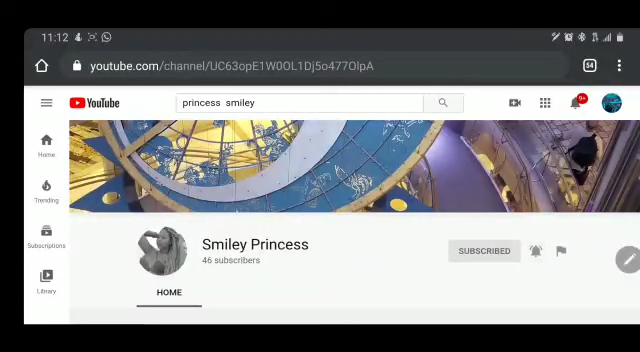 11:12
youtube.com/channel/UC63opE1W0OL1Dj5o477OlpA
54
YouTube
princess smiley
9+
Home
Trending
Subscriptions
Library
Smiley Princess
46 subscribers
SUBSCRIBED
HOME